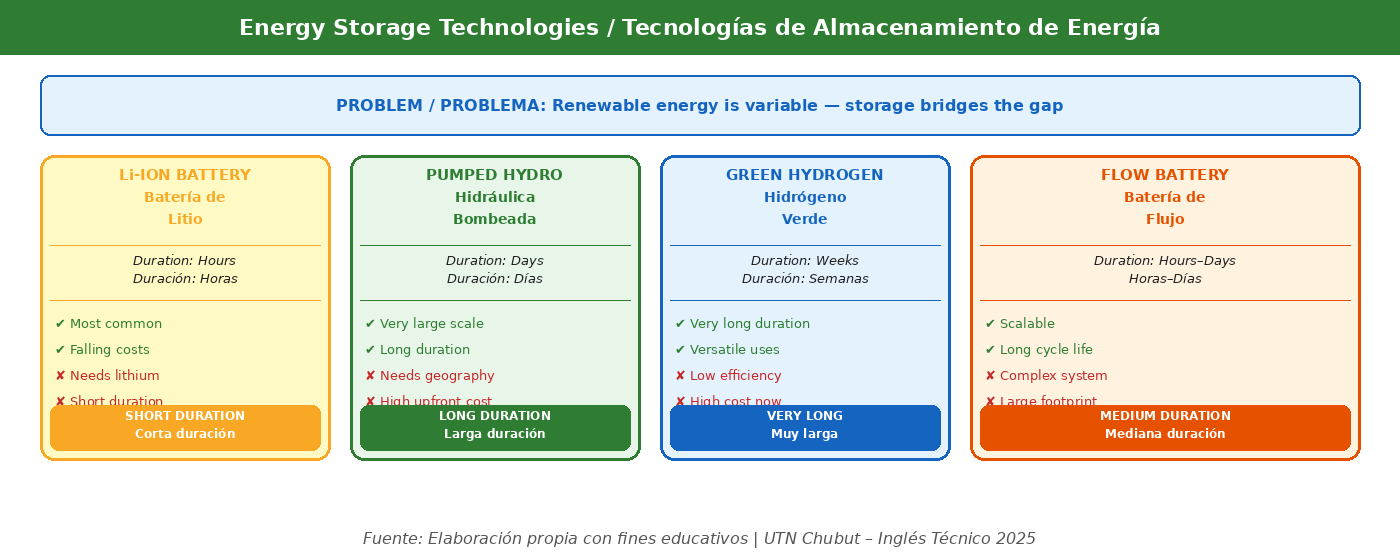 Energy Storage Technologies / Tecnologías de Almacenamiento de Energía
PROBLEM / PROBLEMA: Renewable energy is variable — storage bridges the gap
Li-ION BATTERY
Batería de
Litio
Duration: Hours
Duración: Horas
✔ Most common
✔ Falling costs
✘ Needs lithium
✘ Short duration
SHORT DURATION
Corta duración
PUMPED HYDRO
Hidráulica
Bombeada
Duration: Days
Duración: Días
✔ Very large scale
✔ Long duration
✘ Needs geography
✘ High upfront cost
LONG DURATION
Larga duración
GREEN HYDROGEN
Hidrógeno
Verde
Duration: Weeks
Duración: Semanas
✔ Very long duration
✔ Versatile uses
✘ Low efficiency
✘ High cost now
VERY LONG
Muy larga
FLOW BATTERY
Batería de
Flujo
Duration: Hours–Days
Horas–Días
✔ Scalable
✔ Long cycle life
✘ Complex system
✘ Large footprint
MEDIUM DURATION
Mediana duración
Fuente: Elaboración propia con fines educativos | UTN Chubut – Inglés Técnico 2025